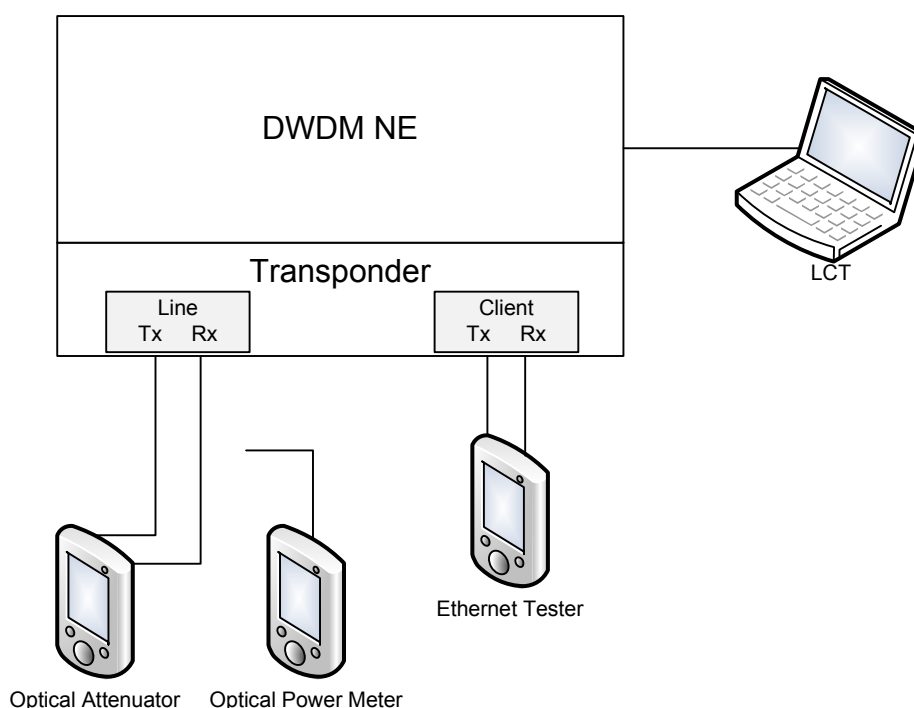 DWDM NE
Transponder
Line
Tx Rx
Client
Tx Rx
LCT
Ethernet Tester
Optical Attenuator
Optical Power Meter